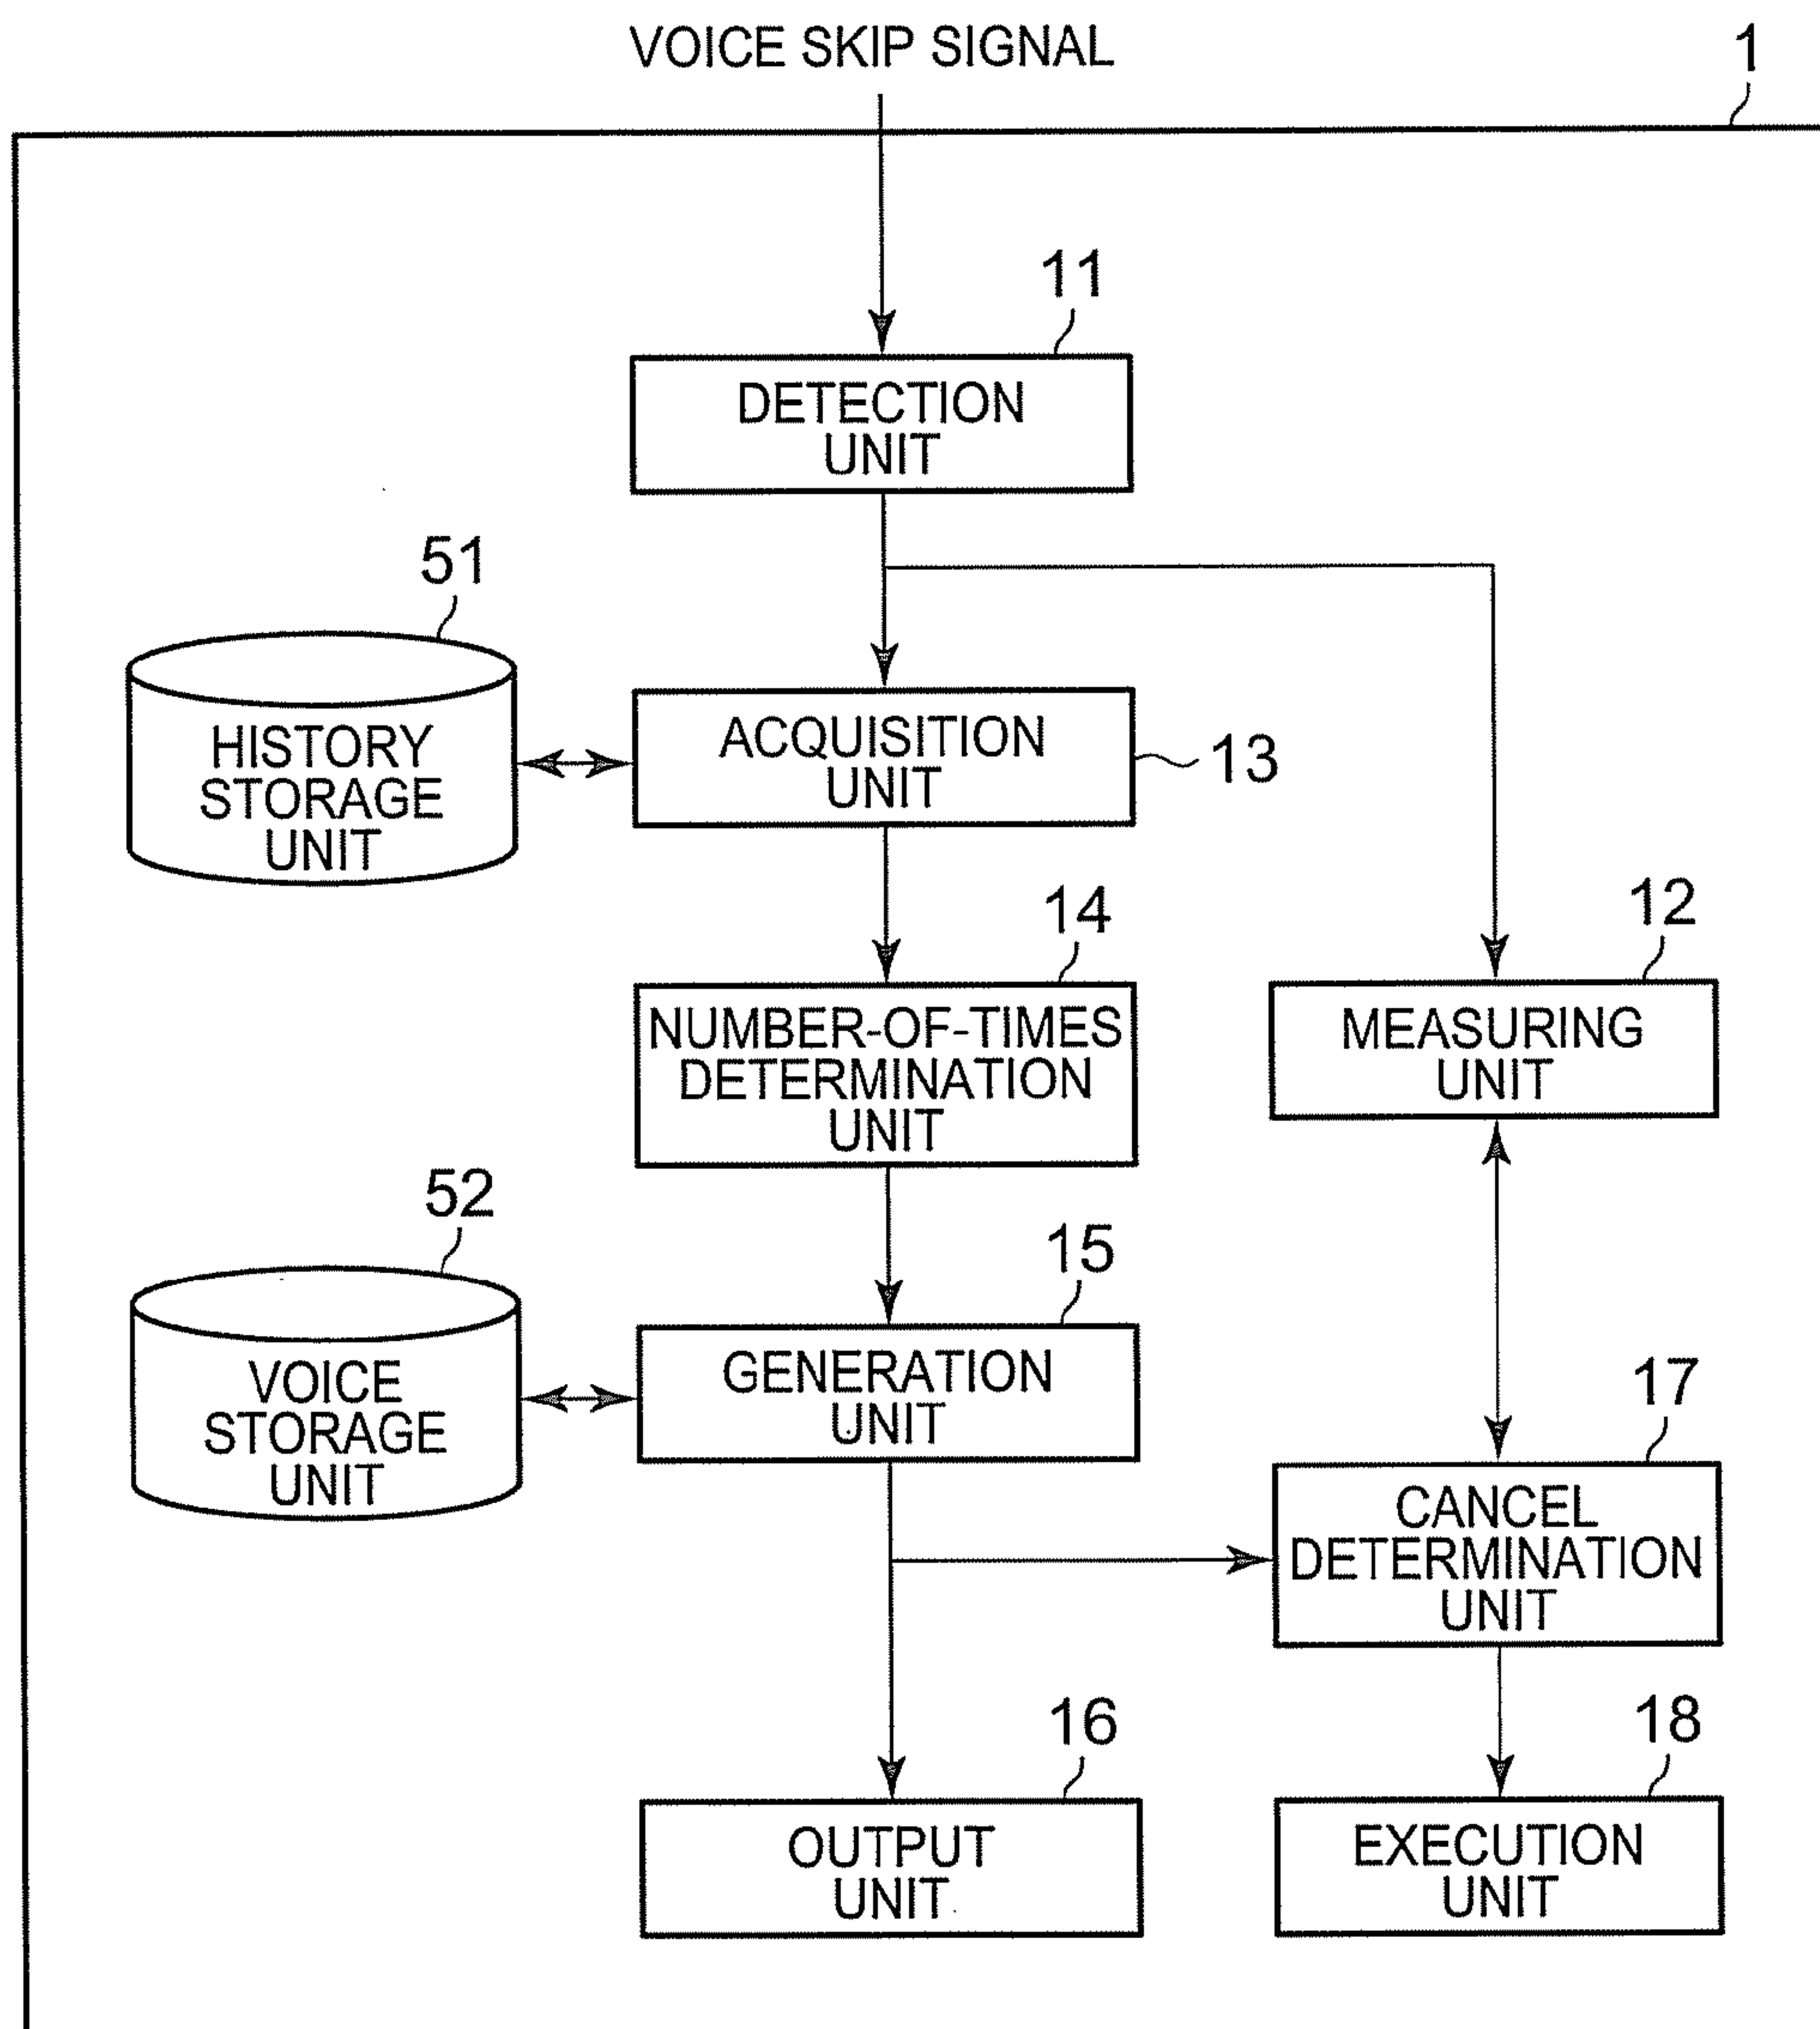 VOICE SKIP SIGNAL
1
11
DETECTION
UNIT
51
HISTORY
STORAGE
UNIT
ACQUISITION
UNIT
13
14
NUMBER-OF-TIMES
DETERMINATION
UNIT
12
MEASURING
UNIT
52
VOICE
STORAGE
UNIT
15
GENERATION
UNIT
17
CANCEL
DETERMINATION
UNIT
16
OUTPUT
UNIT
18
EXECUTION
UNIT